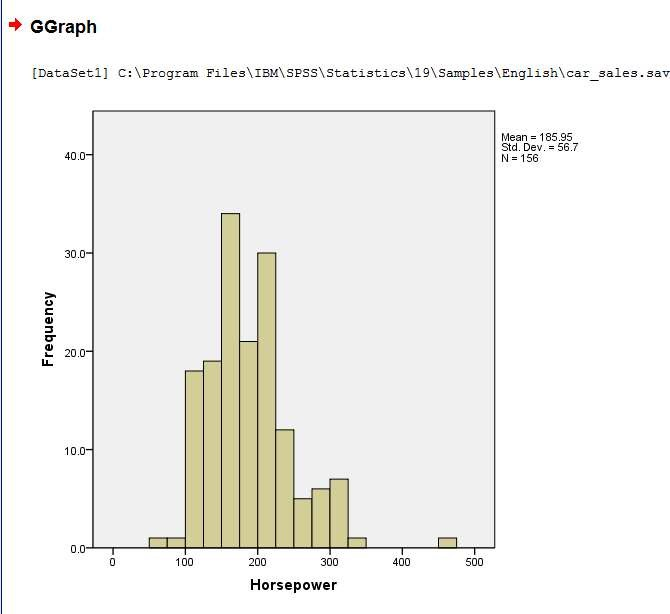 GGraph
[DataSet1] C:\Program Files\IBM\SPSS\Statistics\19\Samples\English\car_sales.sav
Mean = 185.95
Std. Dev. = 56.7
N = 156
40.0
30.0
20.0
10.0
0.0
Frequency
0 100 200 300 400 500
Horsepower